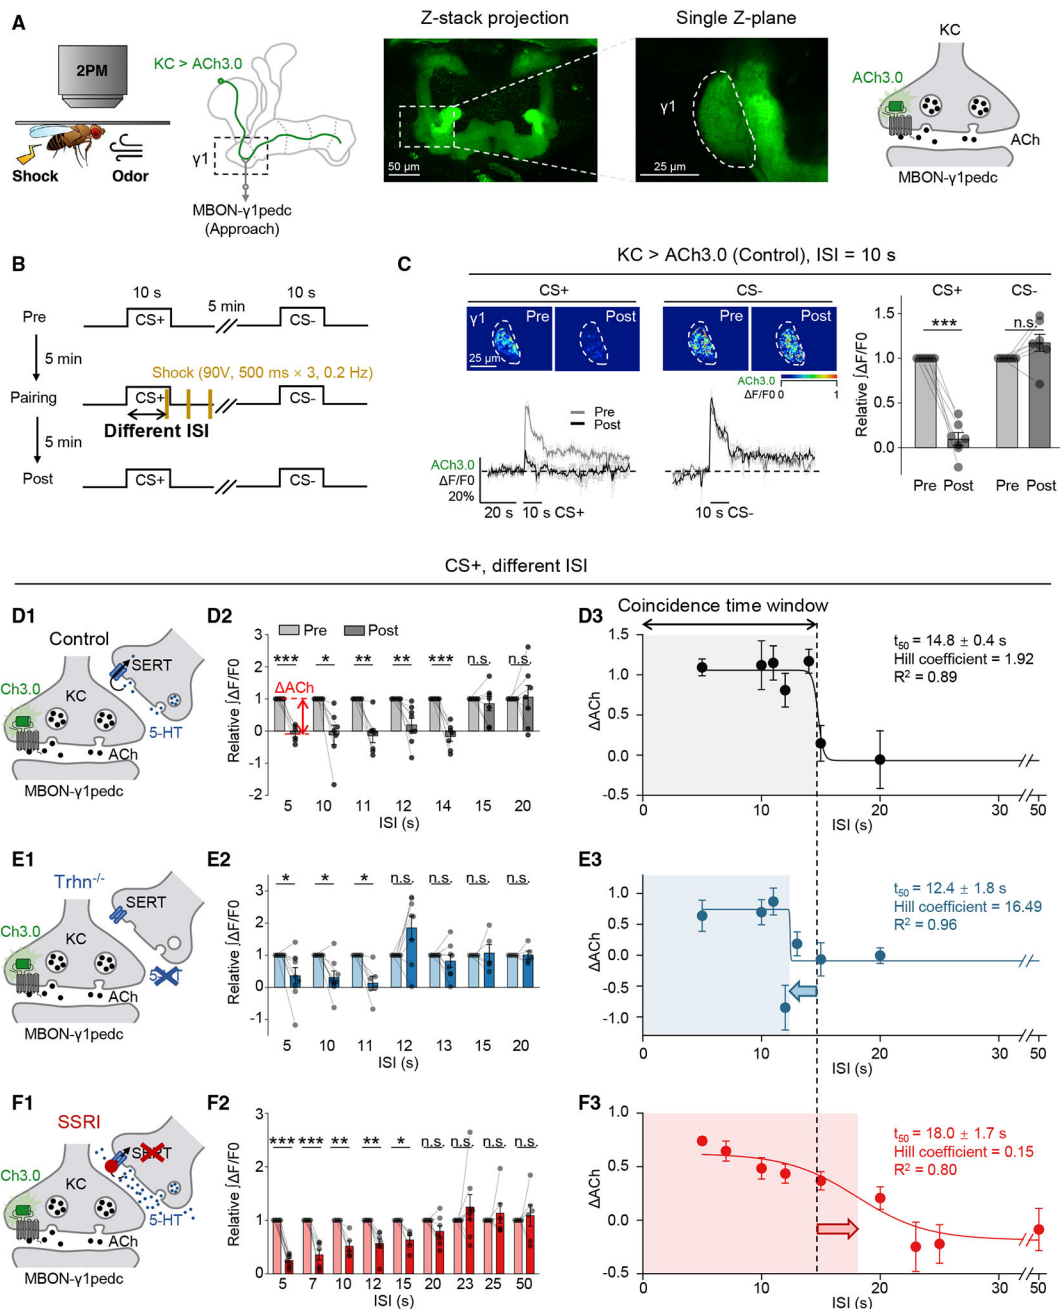 A
2PM
Shock
Odor
KC > ACh3.0
γ1
MBON-γ1pedc
(Approach)
Z-stack projection
50 µm
Single Z-plane
γ1
25 µm
KC
ACh3.0
ACh
MBON-γ1pedc
B
10 s
5 min
10 s
Pre
CS+
CS-
5 min
Shock (90V, 500 ms × 3, 0.2 Hz)
Pairing
CS+
CS-
Different ISI
5 min
Post
CS+
CS-
C
KC > ACh3.0 (Control), ISI = 10 s
CS+
CS-
γ1
Pre
Post
Pre
Post
25 µm
ACh3.0
ΔF/F0 0 1
Pre
Post
ACh3.0
ΔF/F0
20%
20 s
10 s CS+
10 s CS-
CS+
CS-
***
n.s.
1.5
1.0
0.5
0.0
Relative ∫ΔF/F0
Pre Post
Pre Post
CS+, different ISI
D1
Control
SERT
Ch3.0
KC
5-HT
ACh
MBON-γ1pedc
D2
Pre
Post
*** * ** ** *** n.s. n.s.
ΔACh
3
2
1
0
-1
-2
Relative ∫ΔF/F0
5 10 11 12 14 15 20
ISI (s)
D3
Coincidence time window
t50 = 14.8 ± 0.4 s
Hill coefficient = 1.92
R2 = 0.89
1.5
1.0
0.5
0.0
-0.5
ΔACh
0 10 20 30 50
ISI (s)
E1
Trhn-/-
SERT
Ch3.0
KC
5-HT
ACh
MBON-γ1pedc
E2
* * * n.s. n.s. n.s. n.s.
3
2
1
0
-1
Relative ∫ΔF/F0
5 10 11 12 13 15 20
ISI (s)
E3
t50 = 12.4 ± 1.8 s
Hill coefficient = 16.49
R2 = 0.96
1.0
0.5
0.0
-0.5
-1.0
ΔACh
0 10 20 30 50
ISI (s)
F1
SSRI
SERT
Ch3.0
KC
5-HT
ACh
MBON-γ1pedc
F2
*** *** ** ** * n.s. n.s. n.s. n.s.
3
2
1
0
Relative ∫ΔF/F0
5 7 10 12 15 20 23 25 50
ISI (s)
F3
t50 = 18.0 ± 1.7 s
Hill coefficient = 0.15
R2 = 0.80
1.0
0.5
0.0
-0.5
ΔACh
0 10 20 30 50
ISI (s)